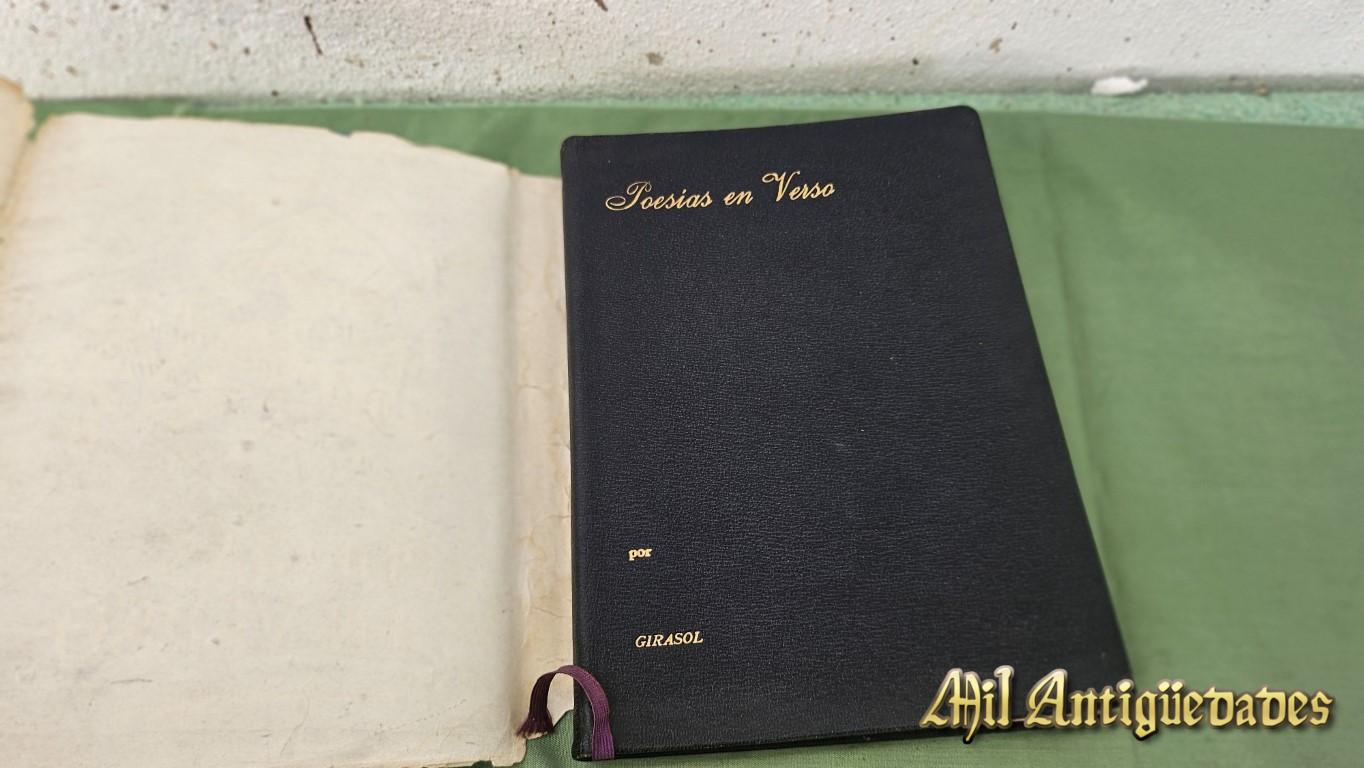 Poesias en Verso
por
GIRASOL
Mil Antigüedades